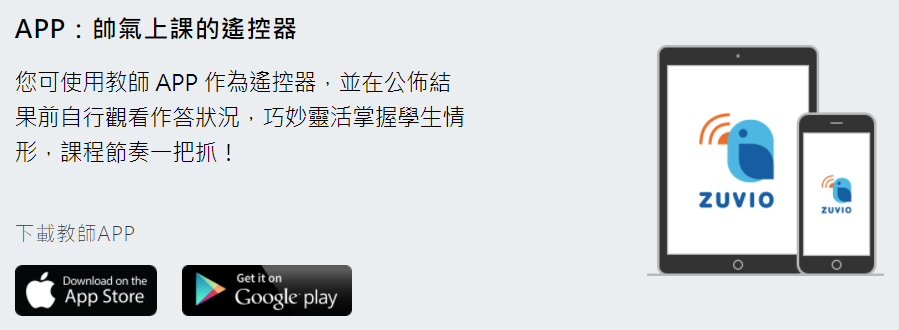 APP：帥氣上課的遙控器
您可使用教師 APP 作為遙控器，並在公佈結
果前自行觀看作答狀況，巧妙靈活掌握學生情
形，課程節奏一把抓！
下載教師APP
Download on the
App Store
Get it on
Google play
ZUVIO
ZUVIO